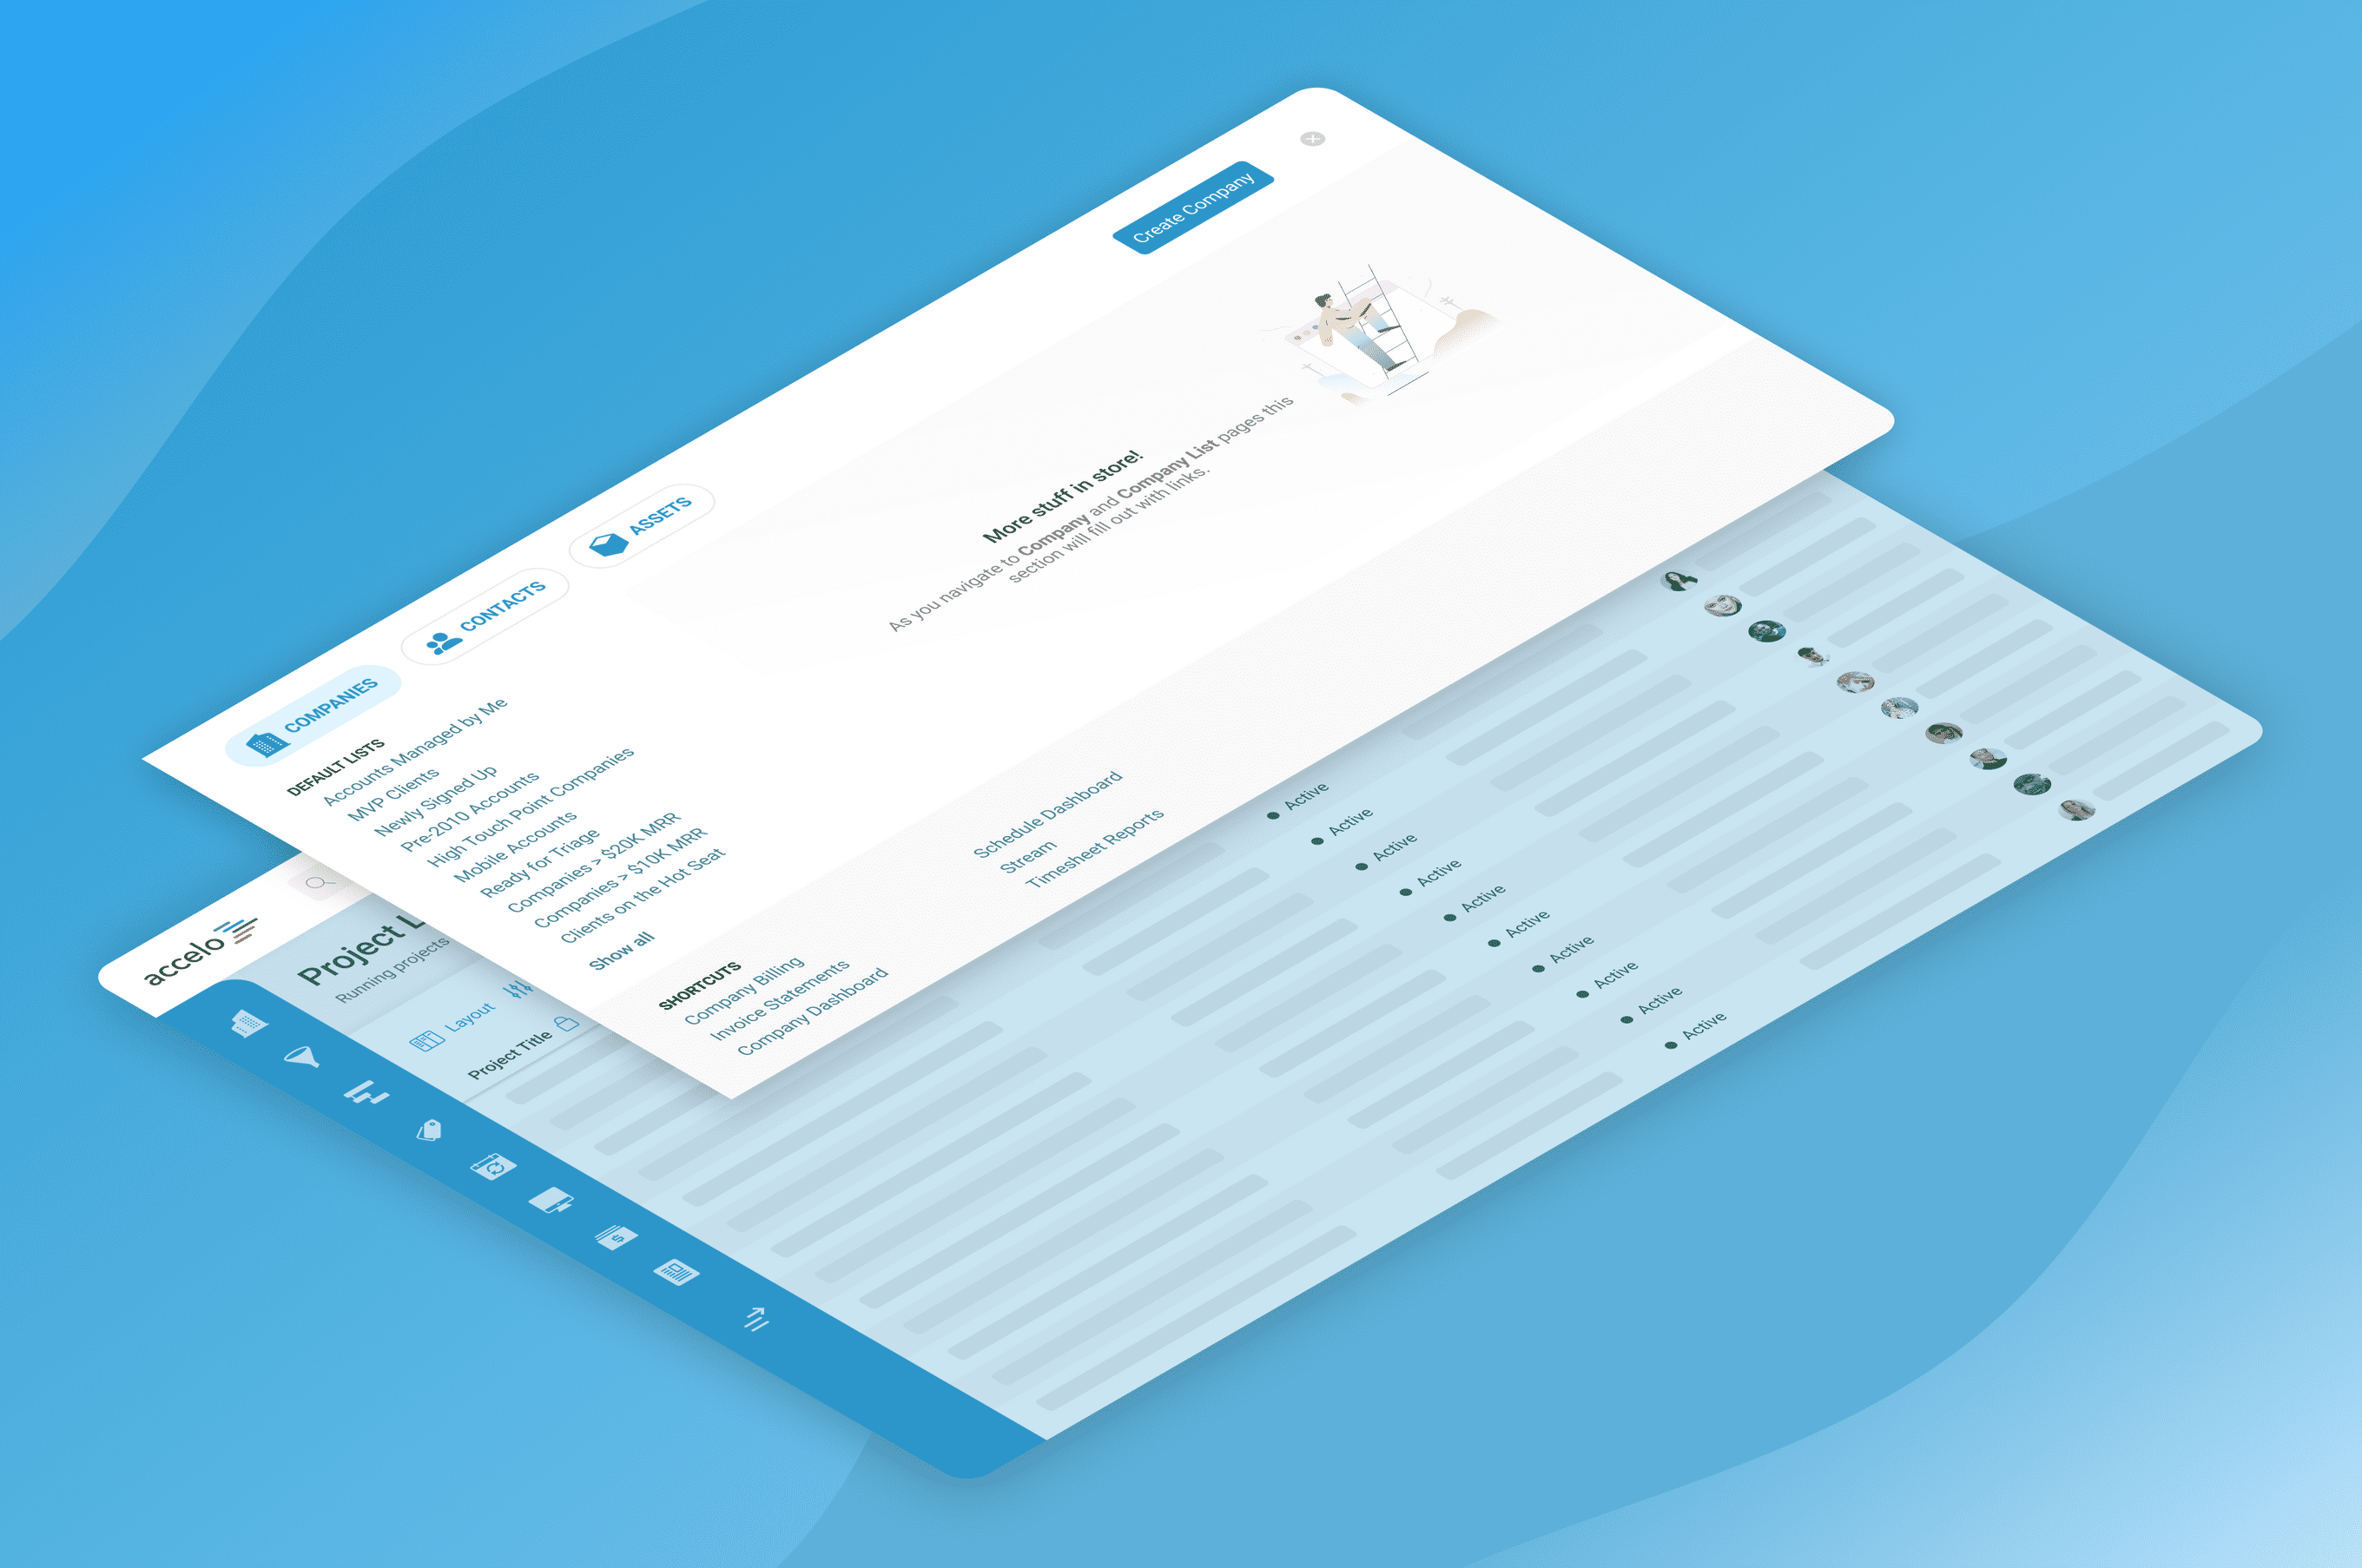 Create Company
COMPANIES
CONTACTS
ASSETS
DEFAULT LISTS
Accounts Managed by Me
MVP Clients
Newly Signed Up
Pre-2010 Accounts
High Touch Point Companies
Mobile Accounts
Ready for Triage
Companies > $20K MRR
Companies > $10K MRR
Clients on the Hot Seat
Show all
More stuff in store!
As you navigate to Company and Company List pages this
section will fill out with links.
SHORTCUTS
Company Billing
Invoice Statements
Company Dashboard
Schedule Dashboard
Stream
Timesheet Reports
accelo
Project L
Running projects
Layout
Project Title
Active
Active
Active
Active
Active
Active
Active
Active
Active
Active